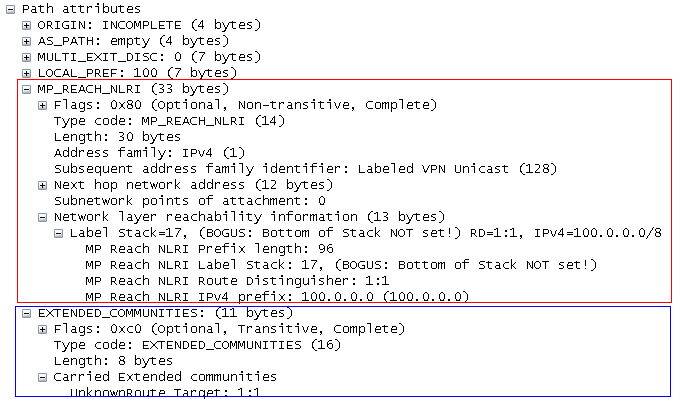 Path attributes
ORIGIN: INCOMPLETE (4 bytes)
AS_PATH: empty (4 bytes)
MULTI_EXIT_DISC: 0 (7 bytes)
LOCAL_PREF: 100 (7 bytes)
MP_REACH_NLRI (33 bytes)
Flags: 0x80 (Optional, Non-transitive, Complete)
Type code: MP_REACH_NLRI (14)
Length: 30 bytes
Address family: IPv4 (1)
Subsequent address family identifier: Labeled VPN Unicast (128)
Next hop network address (12 bytes)
Subnetwork points of attachment: 0
Network layer reachability information (13 bytes)
Label Stack=17, (BOGUS: Bottom of Stack NOT set!) RD=1:1, IPv4=100.0.0.0/8
MP Reach NLRI Prefix length: 96
MP Reach NLRI Label Stack: 17, (BOGUS: Bottom of Stack NOT set!)
MP Reach NLRI Route Distinguisher: 1:1
MP Reach NLRI IPv4 prefix: 100.0.0.0 (100.0.0.0)
EXTENDED_COMMUNITIES: (11 bytes)
Flags: 0xc0 (Optional, Transitive, Complete)
Type code: EXTENDED_COMMUNITIES (16)
Length: 8 bytes
Carried Extended communities
UnknownRoute Target: 1:1